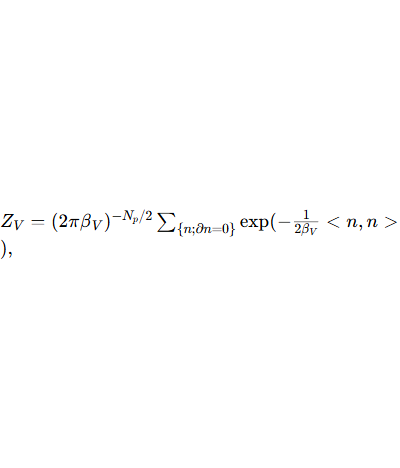 $Z_V = (2\pi\beta_V)^{-N_p/2} \sum_{\{n;\partial n=0\}} \exp(-\frac{1}{2\beta_V} < n, n >$
$),$